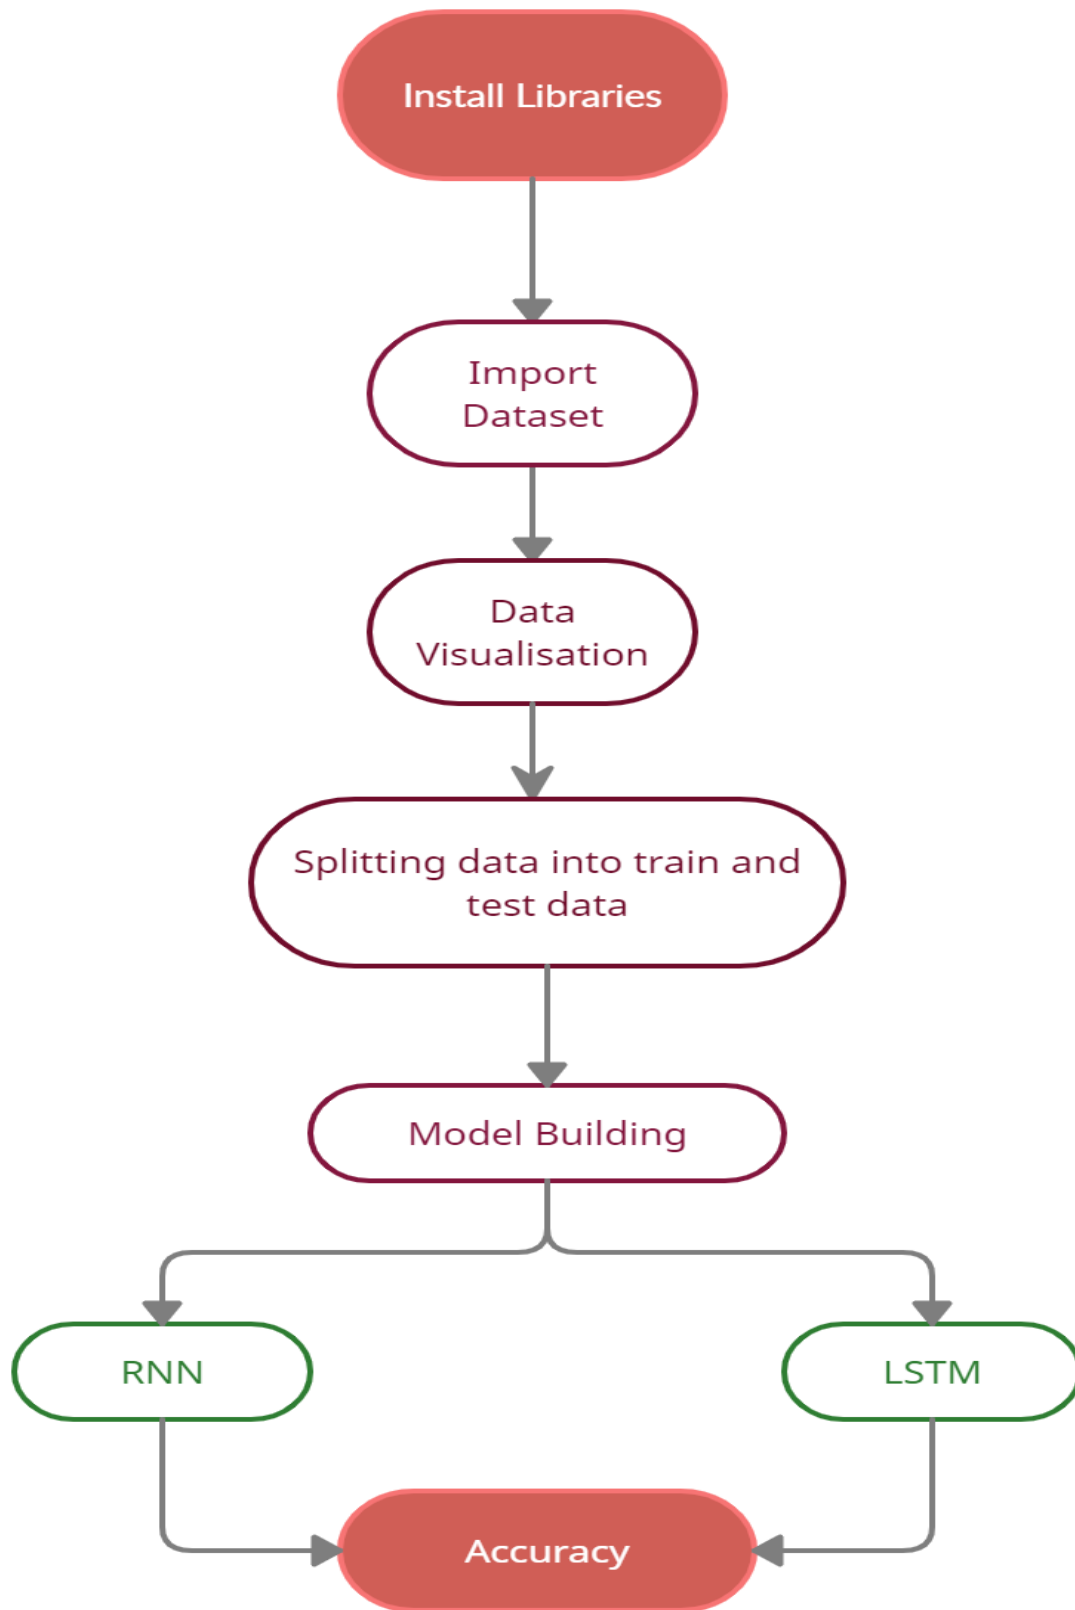 Install Libraries
Import
Dataset
Data
Visualisation
Splitting data into train and
test data
Model Building
RNN
LSTM
Accuracy